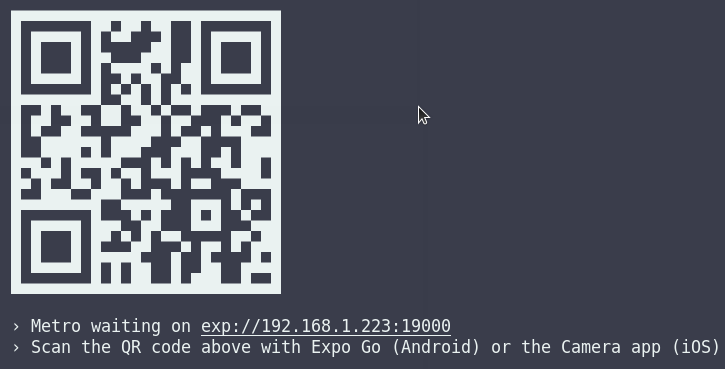 › Metro waiting on exp://192.168.1.223:19000
› Scan the QR code above with Expo Go (Android) or the Camera app (iOS)